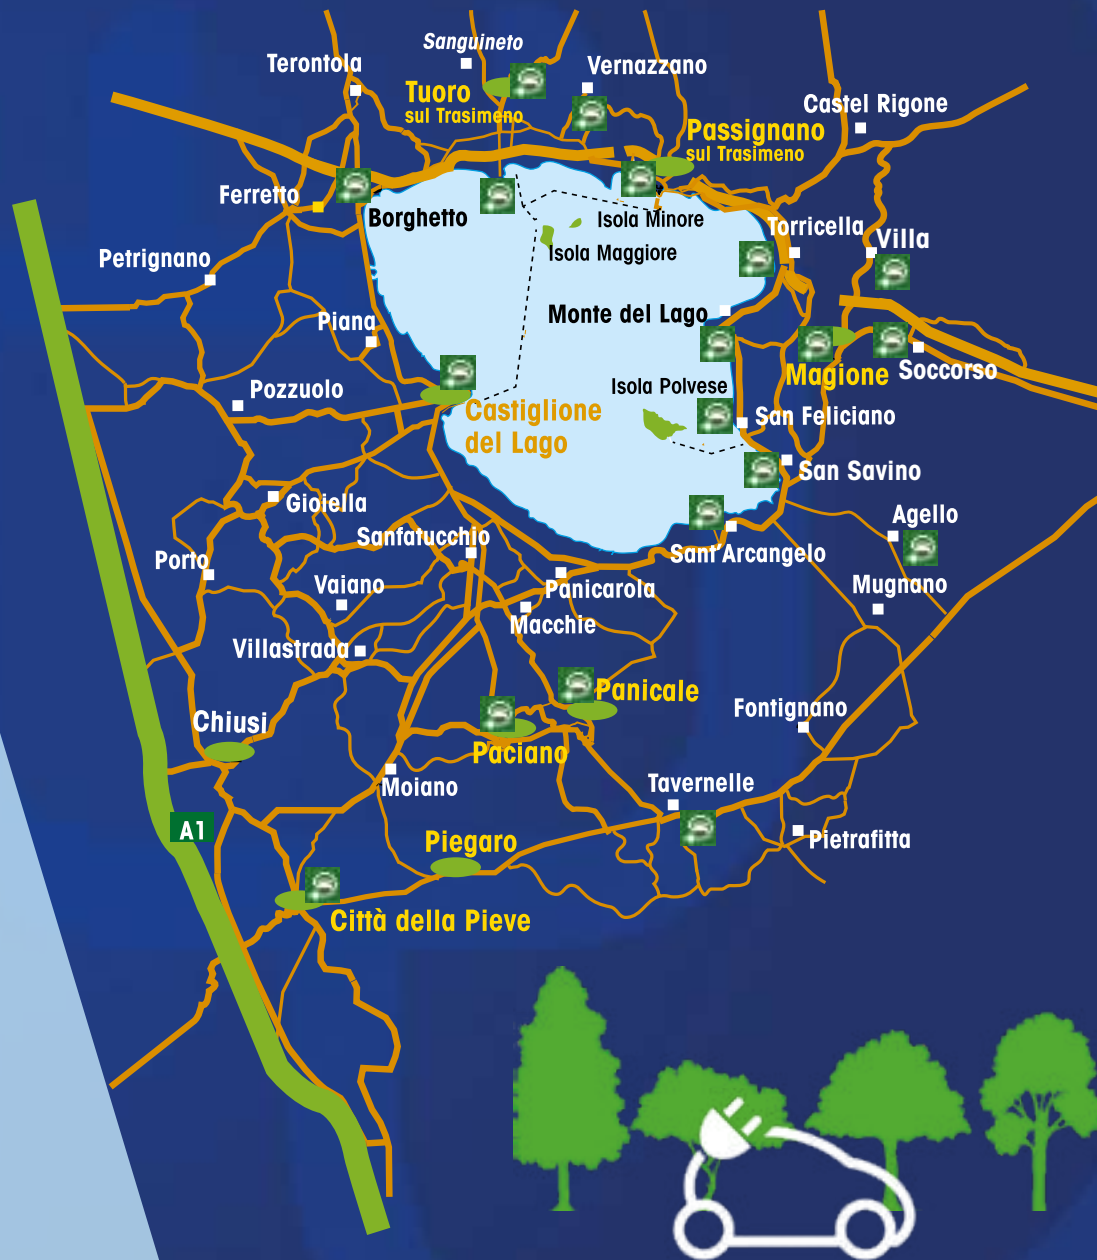 Sanguineto
Terontola
Vernazzano
Tuoro
sul Trasimeno
Castel Rigone
Passignano
sul Trasimeno
Ferretto
Borghetto
Isola Minore
Torricella
Villa
Isola Maggiore
Petrignano
Monte del Lago
Piana
Magione
Soccorso
Isola Polvese
Pozzuolo
Castiglione
del Lago
San Feliciano
San Savino
Gioiella
Agello
Sanfatucchio
Sant'Arcangelo
Porto
Vaiano
Panicarola
Mugnano
Macchie
Villastrada
Panicale
Fontignano
Chiusi
Paciano
Moiano
Tavernelle
A1
Piegaro
Pietrafitta
Città della Pieve